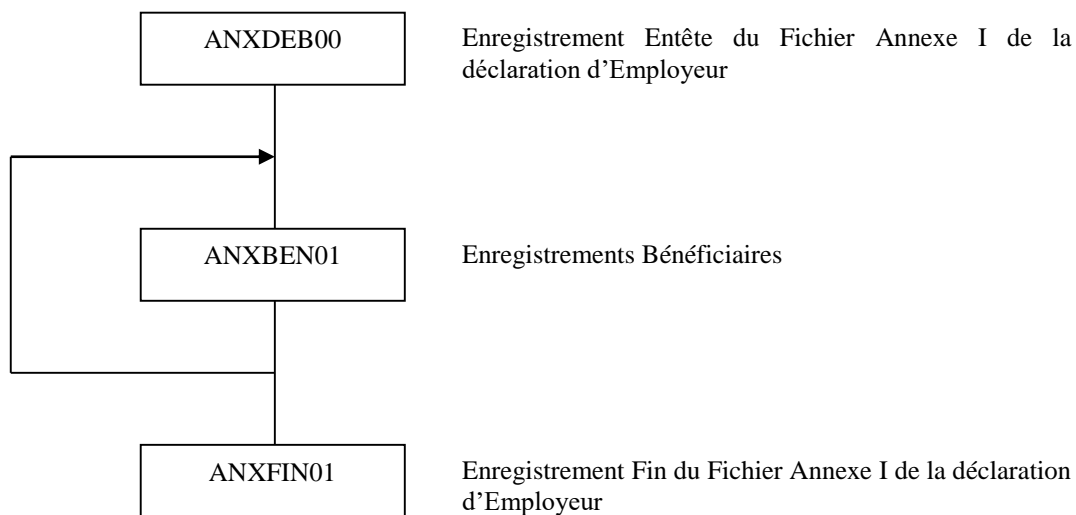 ANXDEB00
Enregistrement Entête du Fichier Annexe I de la
déclaration d’Employeur
ANXBEN01
Enregistrements Bénéficiaires
ANXFIN01
Enregistrement Fin du Fichier Annexe I de la déclaration
d’Employeur